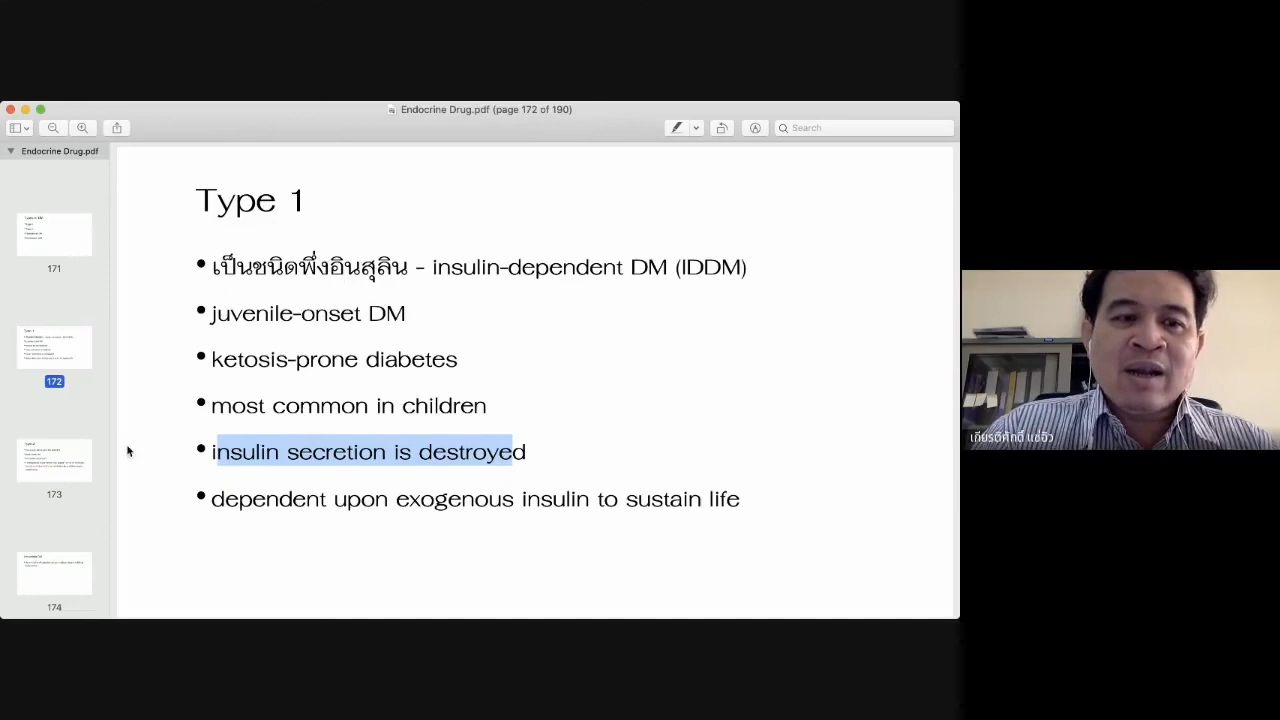 Endocrine Drug.pdf (page 172 of 190)
Search
Endocrine Drug.pdf
171
172
173
174
Type 1
• เป็นชนิดพึ่งอินสุลิน - insulin-dependent DM (IDDM)
• juvenile-onset DM
• ketosis-prone diabetes
• most common in children
• insulin secretion is destroyed
• dependent upon exogenous insulin to sustain life
เกียรติศักดิ์ แซ่อิว